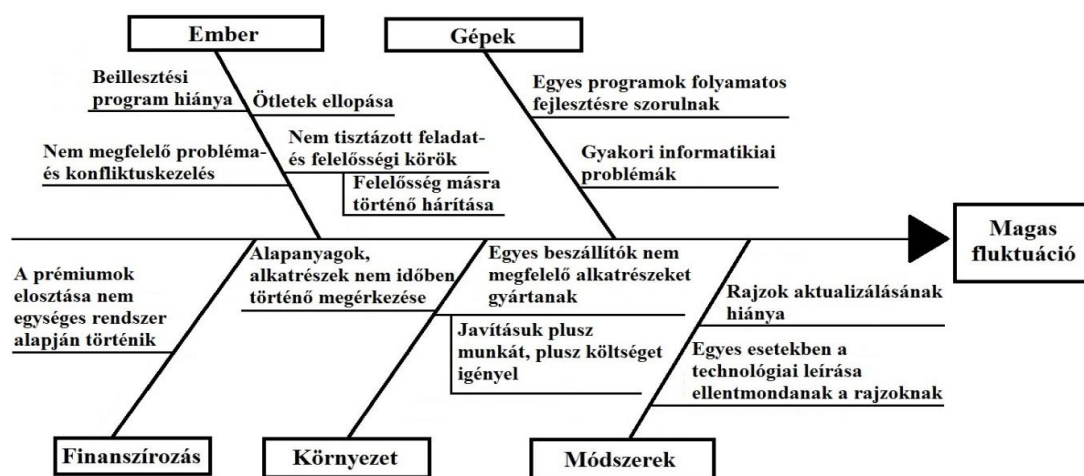 Ember
Gépek
Beillesztési
program hiánya
Ötletek ellopása
Nem megfelelő probléma-
és konfliktuskezelés
Nem tisztázott feladat-
és felelősségi körök
Felelősség másra
történő hárítása
Egyes programok folyamatos
fejlesztésre szorulnak
Gyakori informatikiai
problémák
Magas
fluktuáció
A prémiumok
elosztása nem
egységes rendszer
alapján történik
Alapanyagok,
alkatrészek nem időben
történő megérkezése
Egyes beszállítók nem
megfelelő alkatrészeket
gyártanak
Javításuk plusz
munkát, plusz költséget
igényel
Rajzok aktualizálásának
hiánya
Egyes esetekben a
technológiai leírása
ellentmondanak a rajzoknak
Finanszírozás
Környezet
Módszerek